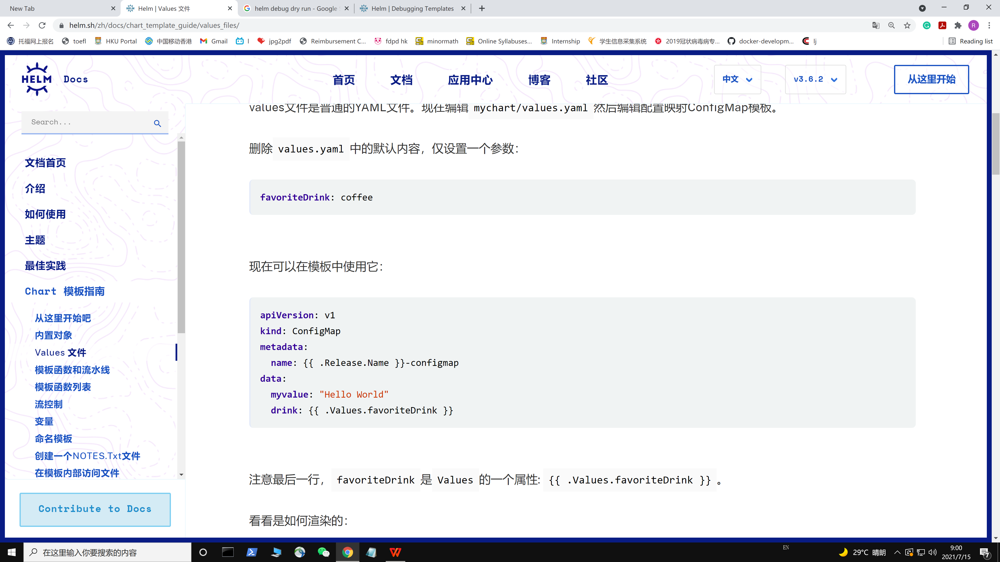 New Tab
Helm | Values 文件
helm debug dry run - Google
Helm | Debugging Templates
helm.sh/zh/docs/chart_template_guide/values_files/
R
托福网上报名
toefl
HKU Portal
中国移动香港
Gmail
l
jpg2pdf
Reimbursement C...
fdpd hk
minormath
Online Syllabuses...
Internship
学生信息采集系统
2019冠状病毒病专...
docker-developm...
lj
Reading list
HELM
Docs
首页
文档
应用中心
博客
社区
中文
v3.6.2
从这里开始
Search...
文档首页
介绍
如何使用
主题
最佳实践
Chart 模板指南
从这里开始吧
内置对象
Values 文件
模板函数和流水线
模板函数列表
流控制
变量
命名模板
创建一个NOTES.Txt文件
在模板内部访问文件
Contribute to Docs
values文件是普通的YAML文件。现在编辑 mychart/values.yaml 然后编辑配置映射ConfigMap模板。
删除 values.yaml 中的默认内容，仅设置一个参数：
favoriteDrink: coffee
现在可以在模板中使用它：
apiVersion: v1
kind: ConfigMap
metadata:
  name: {{ .Release.Name }}-configmap
data:
  myvalue: "Hello World"
  drink: {{ .Values.favoriteDrink }}
注意最后一行， favoriteDrink 是 Values 的一个属性: {{ .Values.favoriteDrink }} 。
看看是如何渲染的：
在这里输入你要搜索的内容
EN
29°C 晴朗
9:00
2021/7/15
7